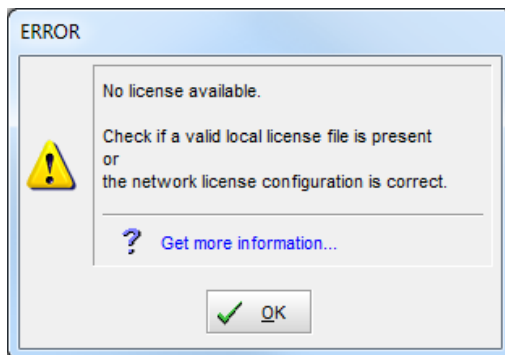 ERROR
No license available.
Check if a valid local license file is present
or
the network license configuration is correct.
Get more information...
OK